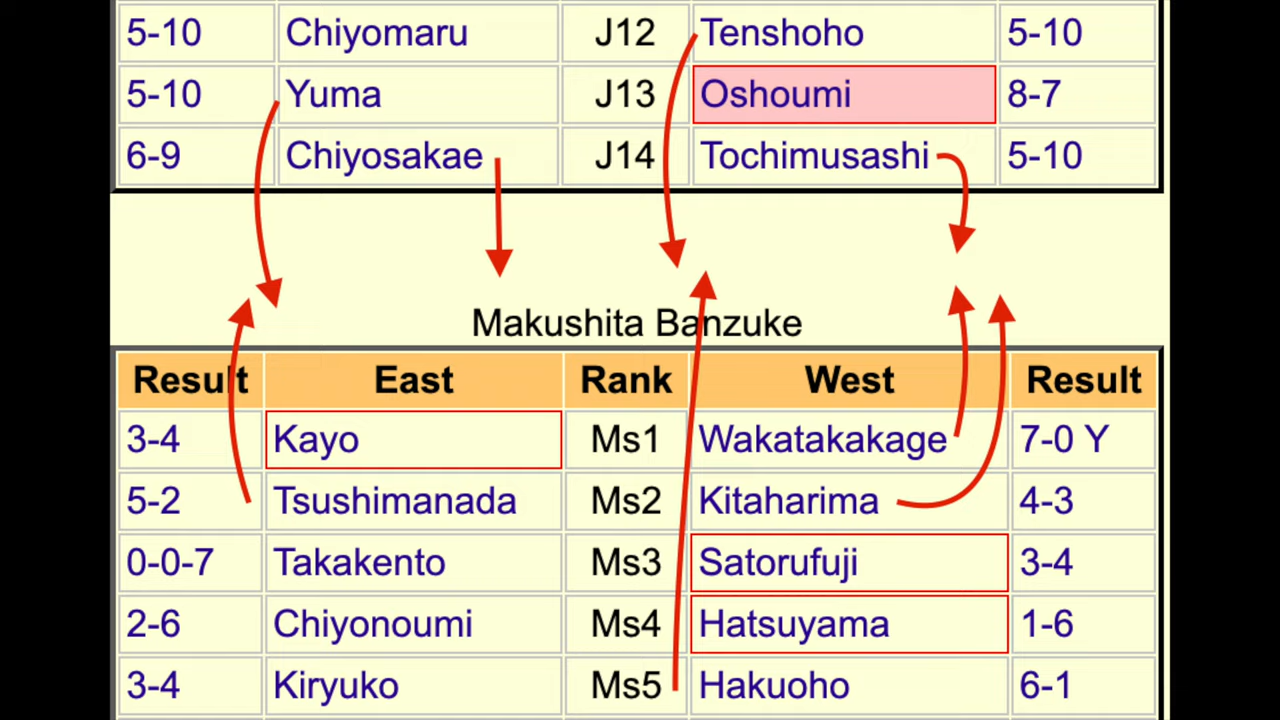 5-10 Chiyomaru J12 Tenshoho 5-10
5-10 Yuma J13 Oshoumi 8-7
6-9 Chiyosakae J14 Tochimusashi 5-10
Makushita Banzuke
Result East Rank West Result
3-4 Kayo Ms1 Wakatakakage 7-0 Y
5-2 Tsushimanada Ms2 Kitaharima 4-3
0-0-7 Takakento Ms3 Satorufuji 3-4
2-6 Chiyonoumi Ms4 Hatsuyama 1-6
3-4 Kiryuko Ms5 Hakuoho 6-1